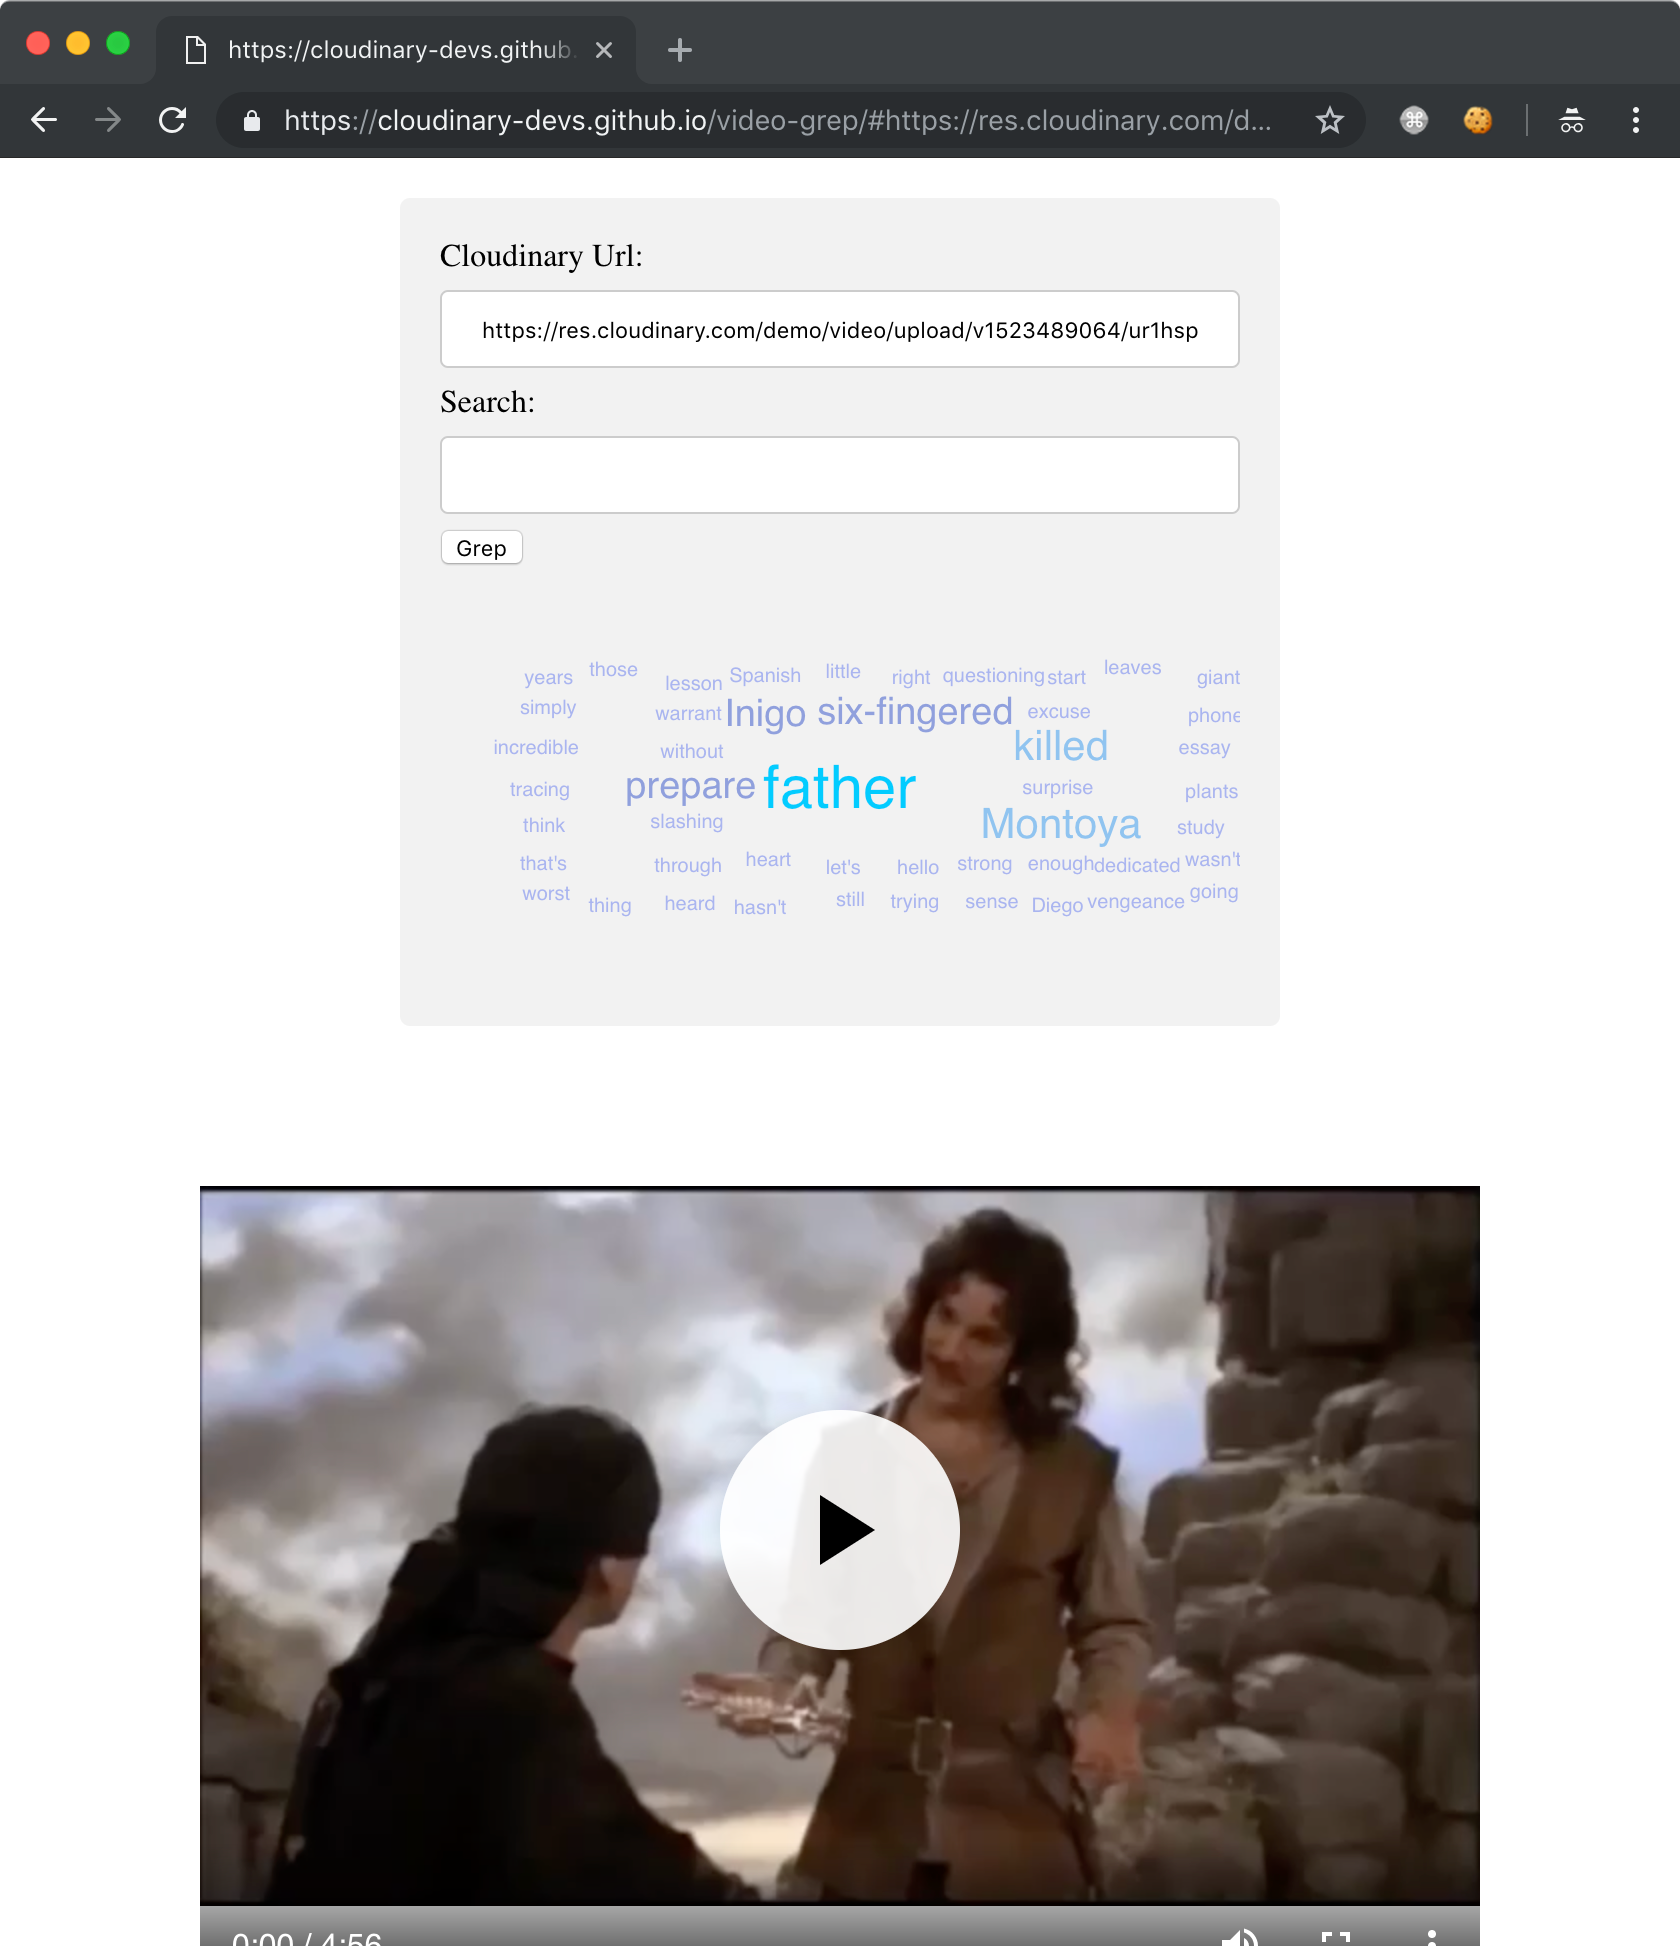 https://cloudinary-devs.github.
https://cloudinary-devs.github.io/video-grep/#https://res.cloudinary.com/d...
Cloudinary Url:
https://res.cloudinary.com/demo/video/upload/v1523489064/ur1hsp
Search:
Grep
years those lesson Spanish little right questioning start leaves giant
simply warrant Inigo six-fingered excuse phone
incredible without killed essay
tracing prepare father surprise plants
think slashing Montoya study
that's through heart let's hello strong enough dedicated wasn't
worst thing heard hasn't still trying sense Diego vengeance going
0:00 / 4:56